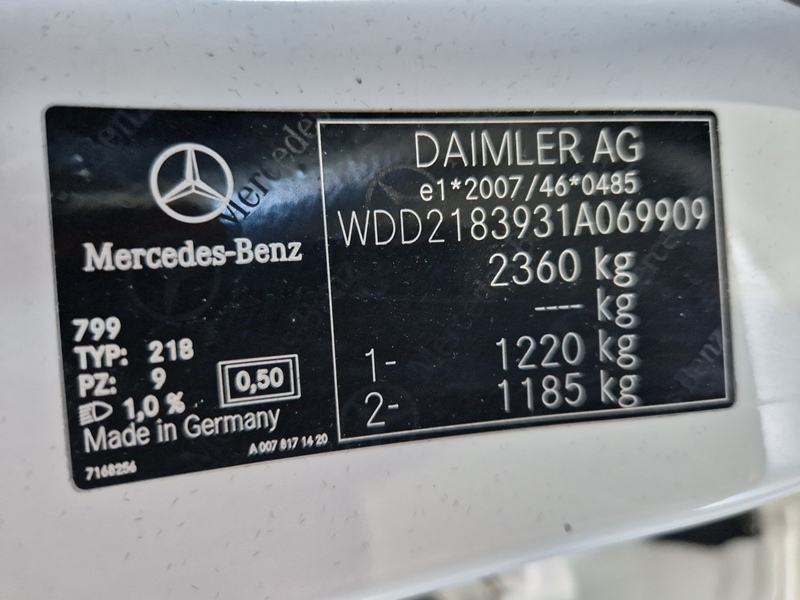 Mercedes-Benz
799
TYP: 218
PZ: 9
1,0 %
0,50
Made in Germany
A 007 817 14 20
7168256
DAIMLER AG
e1*2007/46*0485
WDD2183931A069909
2360 kg
---- kg
1- 1220 kg
2- 1185 kg